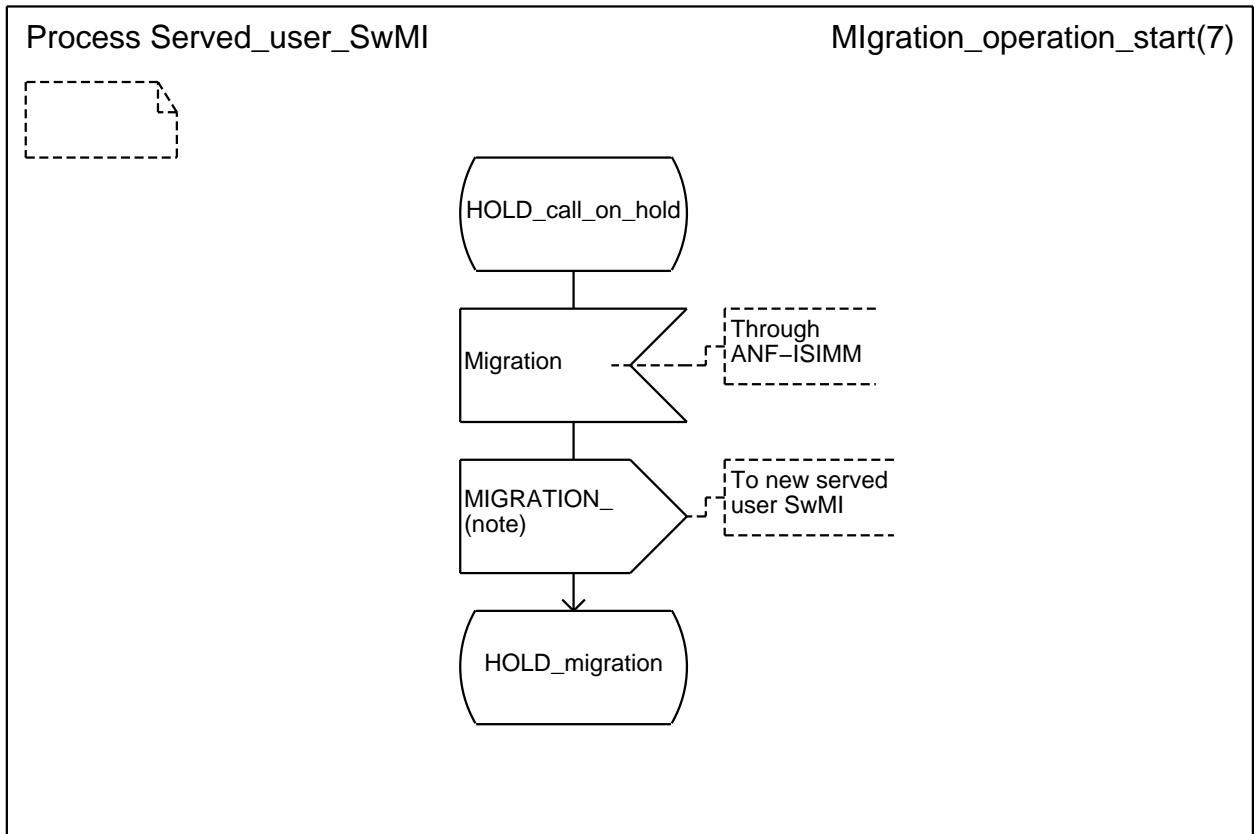 Process Served_user_SwMI
MIgration_operation_start(7)
HOLD_call_on_hold
Migration
Through
ANF−ISIMM
MIGRATION_
(note)
To new served
user SwMI
HOLD_migration